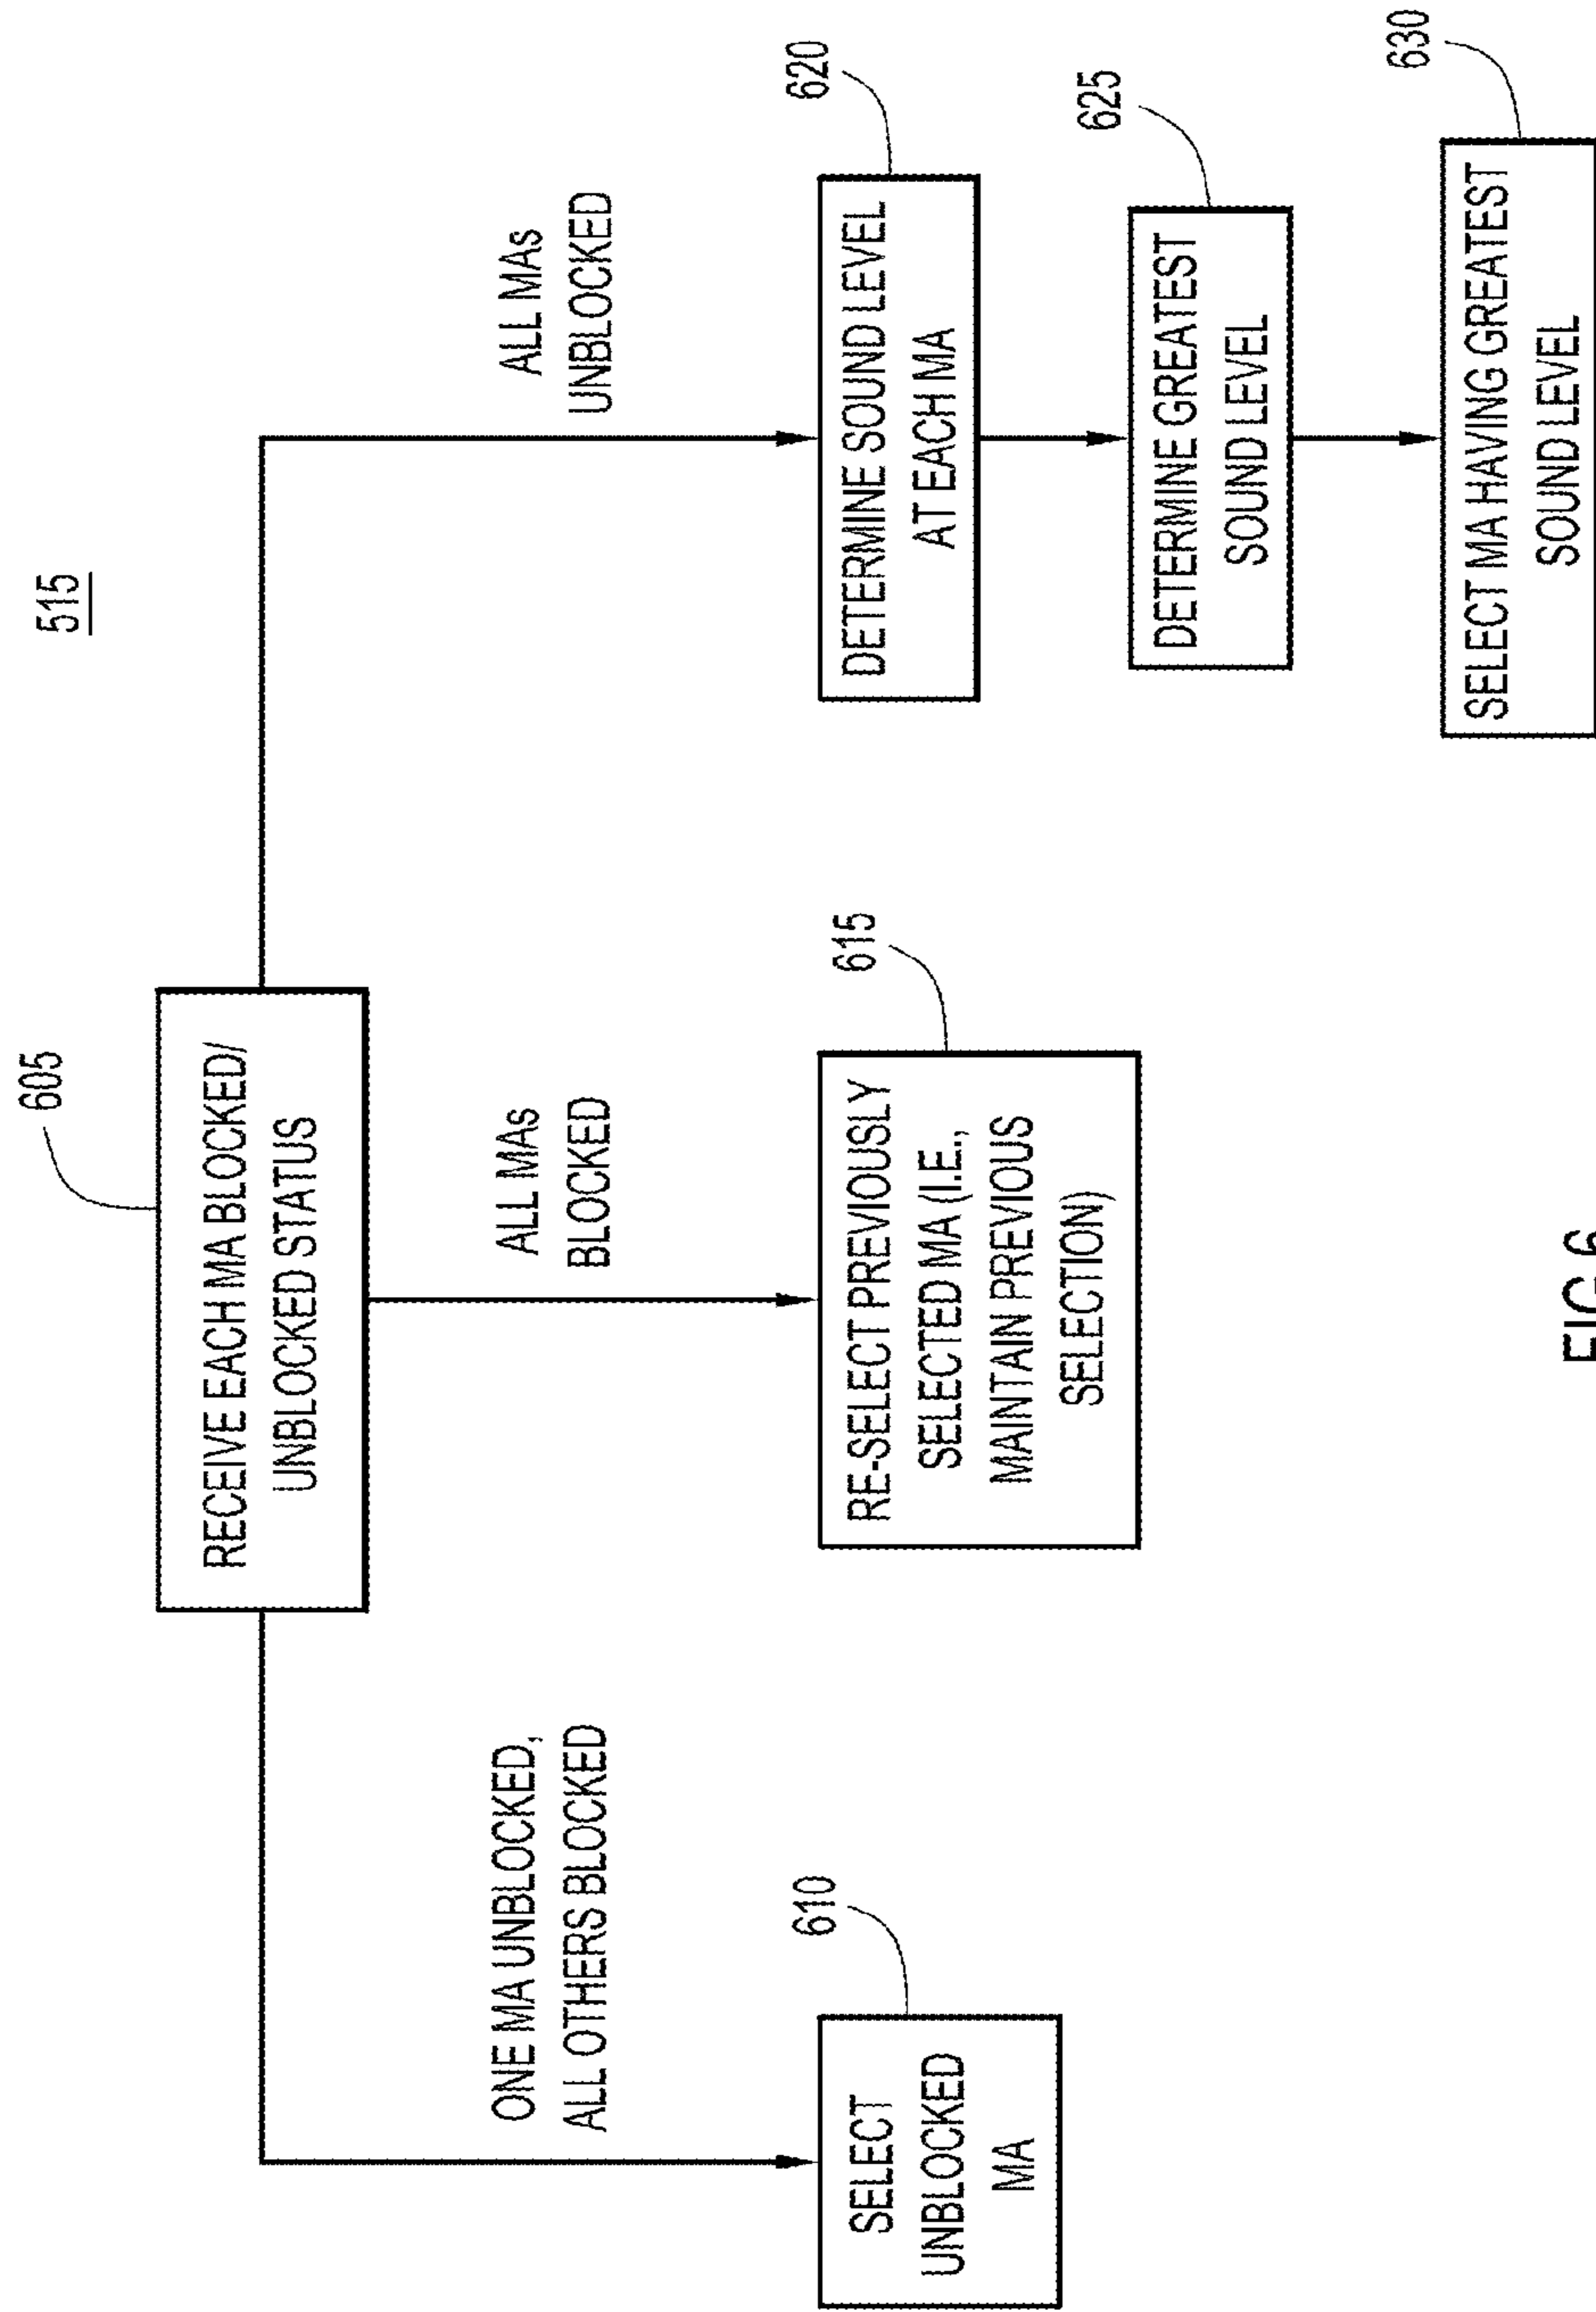 515
605
RECEIVE EACH MA BLOCKED/
UNBLOCKED STATUS
ONE MA UNBLOCKED,
ALL OTHERS BLOCKED
ALL MAs
BLOCKED
ALL MAs
UNBLOCKED
610
SELECT
UNBLOCKED
MA
615
RE-SELECT PREVIOUSLY
SELECTED MA (I.E.,
MAINTAIN PREVIOUS
SELECTION)
620
DETERMINE SOUND LEVEL
AT EACH MA
625
DETERMINE GREATEST
SOUND LEVEL
630
SELECT MA HAVING GREATEST
SOUND LEVEL
FIG.6